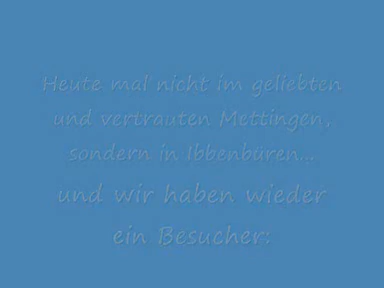 Heute mal nicht im geliebten
und vertrauten Mettingen,
sondern in Ibbenbüren...
und wir haben wieder
ein Besucher: